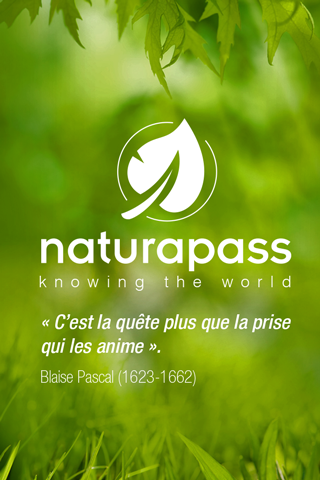 naturapass
knowing the world
« C’est la quête plus que la prise
qui les anime ».
Blaise Pascal (1623-1662)